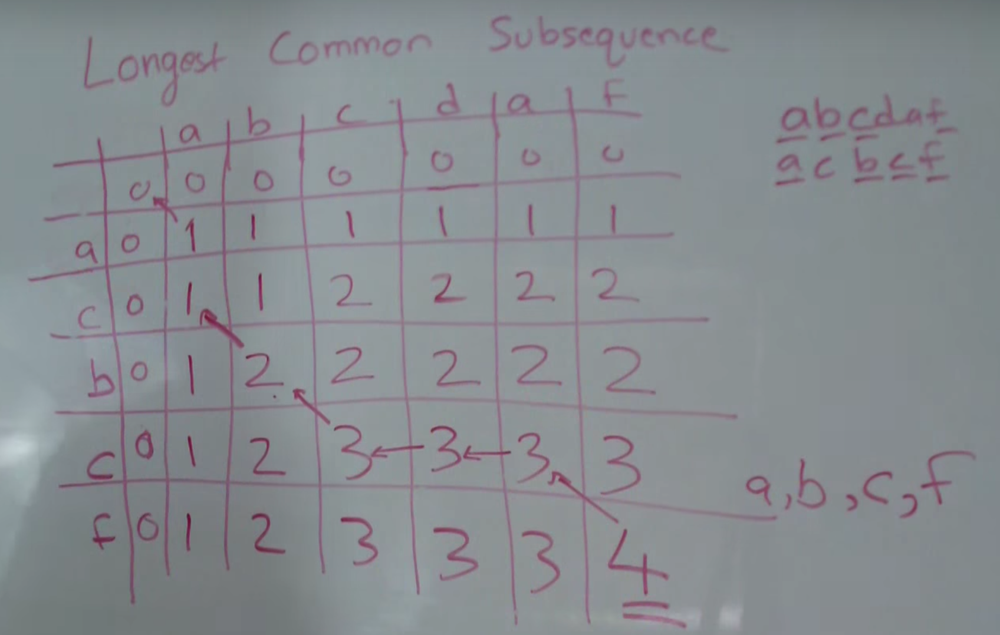 Longest Common Subsequence
a b c d a f
0 0 0 0 0 0 0
a 0 1 1 1 1 1 1
c 0 1 1 2 2 2 2
b 0 1 2 2 2 2 2
c 0 1 2 3 3 3 3
f 0 1 2 3 3 3 4
abcdaf
acbcf
a,b,c,f